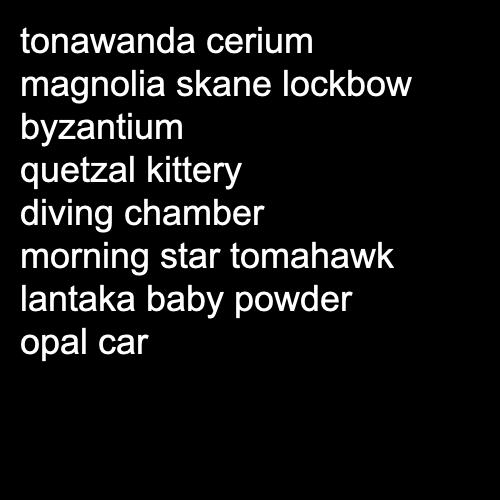 tonawanda cerium
magnolia skane lockbow
byzantium
quetzal kittery
diving chamber
morning star tomahawk
lantaka baby powder
opal car